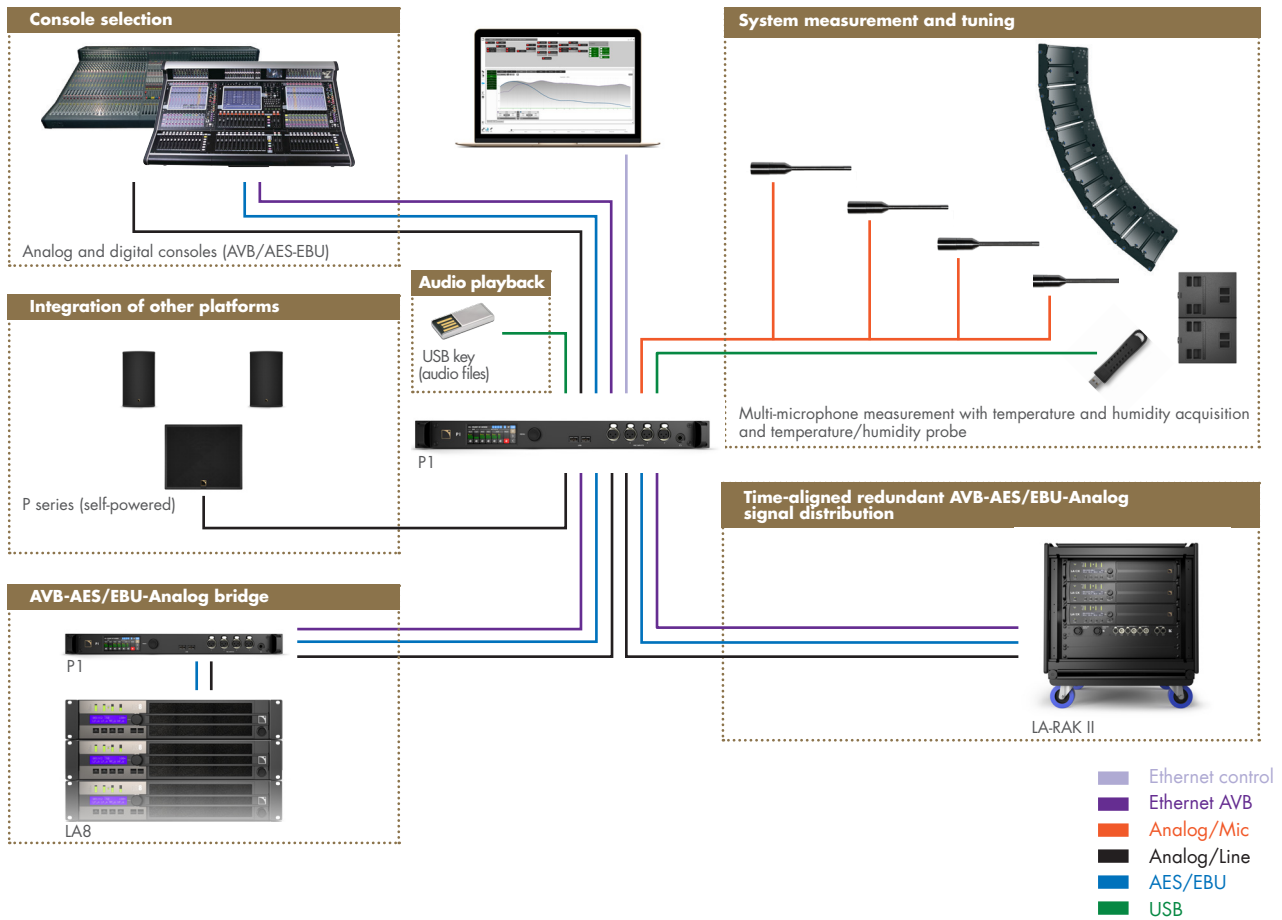 Console selection
Analog and digital consoles (AVB/AES-EBU)
System measurement and tuning
Multi-microphone measurement with temperature and humidity acquisition
and temperature/humidity probe
Audio playback
USB key
(audio files)
Integration of other platforms
P series (self-powered)
P1
Time-aligned redundant AVB-AES/EBU-Analog
signal distribution
LA-RAK II
AVB-AES/EBU-Analog bridge
P1
LA8
Ethernet control
Ethernet AVB
Analog/Mic
Analog/Line
AES/EBU
USB